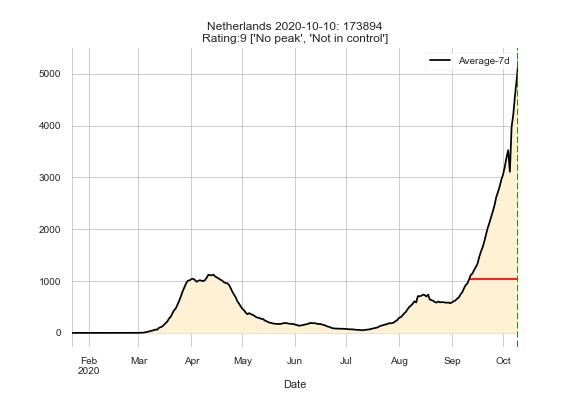 Netherlands 2020-10-10: 173894
Rating:9 ['No peak', 'Not in control']
Average-7d
5000
4000
3000
2000
1000
0
Feb
2020
Mar
Apr
May
Jun
Jul
Aug
Sep
Oct
Date